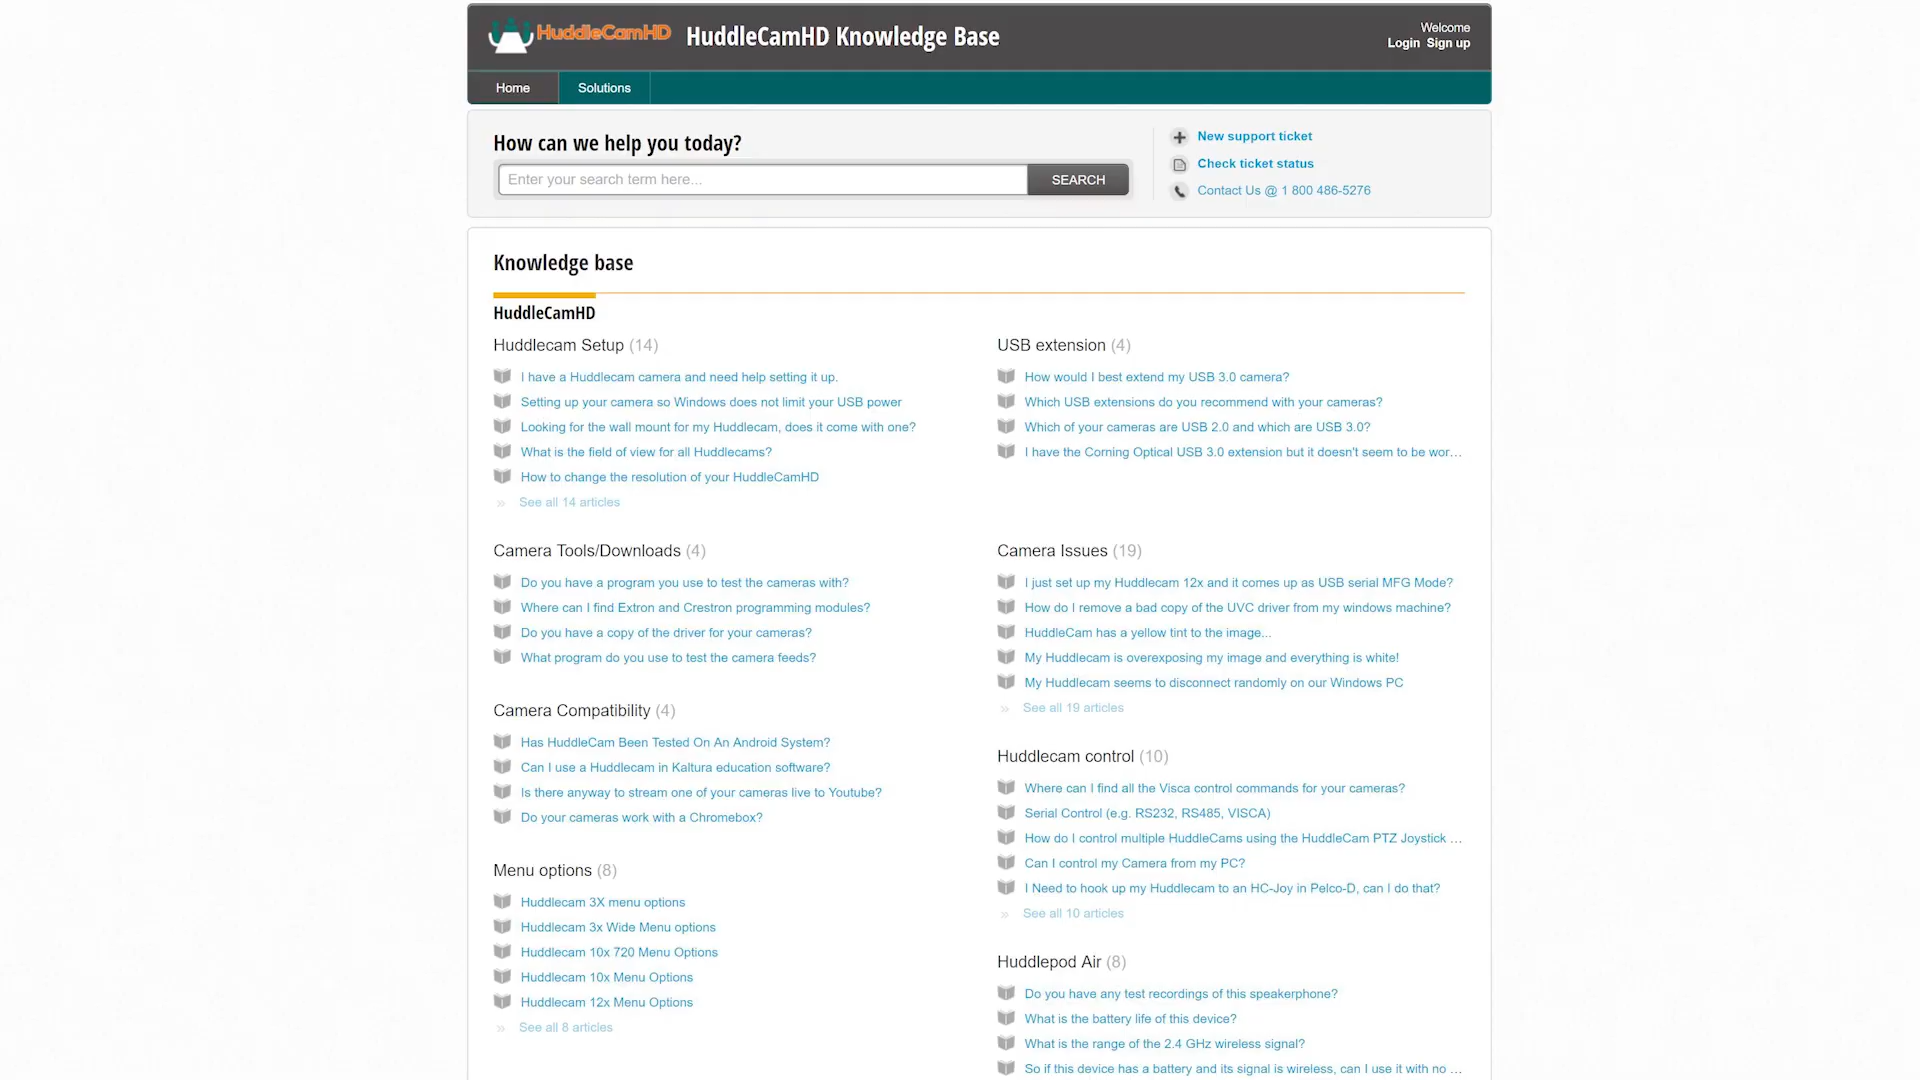 HuddleCamHD
HuddleCamHD Knowledge Base
Welcome
Login Sign up
Home
Solutions
How can we help you today?
Enter your search term here...
SEARCH
New support ticket
Check ticket status
Contact Us @ 1 800 486-5276
Knowledge base
HuddleCamHD
Huddlecam Setup (14)
I have a Huddlecam camera and need help setting it up.
Setting up your camera so Windows does not limit your USB power
Looking for the wall mount for my Huddlecam, does it come with one?
What is the field of view for all Huddlecams?
How to change the resolution of your HuddleCamHD
» See all 14 articles
USB extension (4)
How would I best extend my USB 3.0 camera?
Which USB extensions do you recommend with your cameras?
Which of your cameras are USB 2.0 and which are USB 3.0?
I have the Corning Optical USB 3.0 extension but it doesn't seem to be wor...
Camera Tools/Downloads (4)
Do you have a program you use to test the cameras with?
Where can I find Extron and Crestron programming modules?
Do you have a copy of the driver for your cameras?
What program do you use to test the camera feeds?
Camera Issues (19)
I just set up my Huddlecam 12x and it comes up as USB serial MFG Mode?
How do I remove a bad copy of the UVC driver from my windows machine?
HuddleCam has a yellow tint to the image...
My Huddlecam is overexposing my image and everything is white!
My Huddlecam seems to disconnect randomly on our Windows PC
» See all 19 articles
Camera Compatibility (4)
Has HuddleCam Been Tested On An Android System?
Can I use a Huddlecam in Kaltura education software?
Is there anyway to stream one of your cameras live to Youtube?
Do your cameras work with a Chromebox?
Huddlecam control (10)
Where can I find all the Visca control commands for your cameras?
Serial Control (e.g. RS232, RS485, VISCA)
How do I control multiple HuddleCams using the HuddleCam PTZ Joystick ...
Can I control my Camera from my PC?
I Need to hook up my Huddlecam to an HC-Joy in Pelco-D, can I do that?
» See all 10 articles
Menu options (8)
Huddlecam 3X menu options
Huddlecam 3x Wide Menu options
Huddlecam 10x 720 Menu Options
Huddlecam 10x Menu Options
Huddlecam 12x Menu Options
» See all 8 articles
Huddlepod Air (8)
Do you have any test recordings of this speakerphone?
What is the battery life of this device?
What is the range of the 2.4 GHz wireless signal?
So if this device has a battery and its signal is wireless, can I use it with no ...